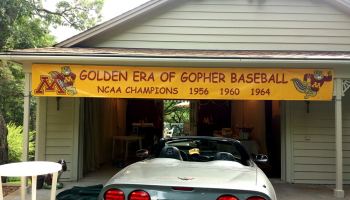 GOLDEN ERA OF GOPHER BASEBALL
NCAA CHAMPIONS 1956 1960 1964
M